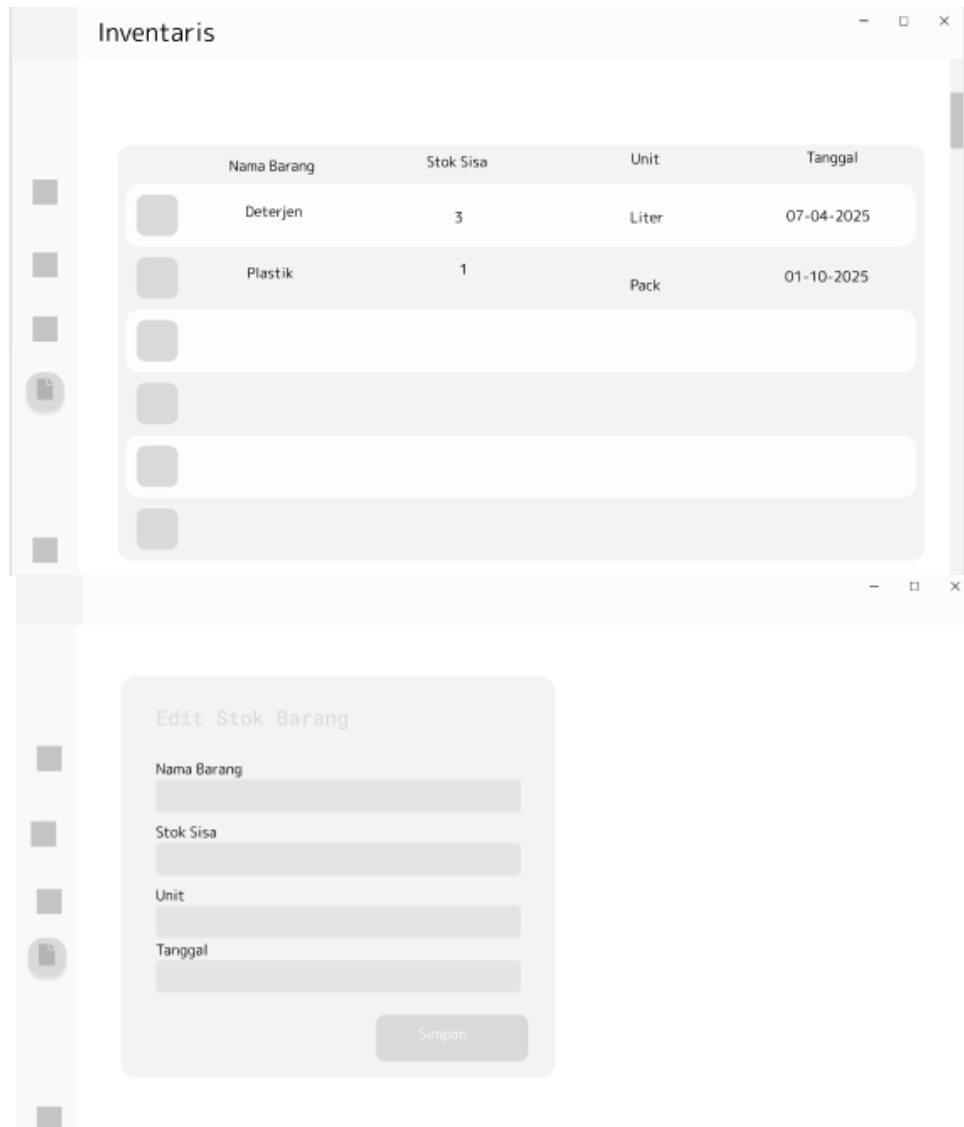 Inventaris
Nama Barang Stok Sisa Unit Tanggal
Deterjen 3 Liter 07-04-2025
Plastik 1 Pack 01-10-2025
Edit Stok Barang
Nama Barang
Stok Sisa
Unit
Tanggal
Simpan